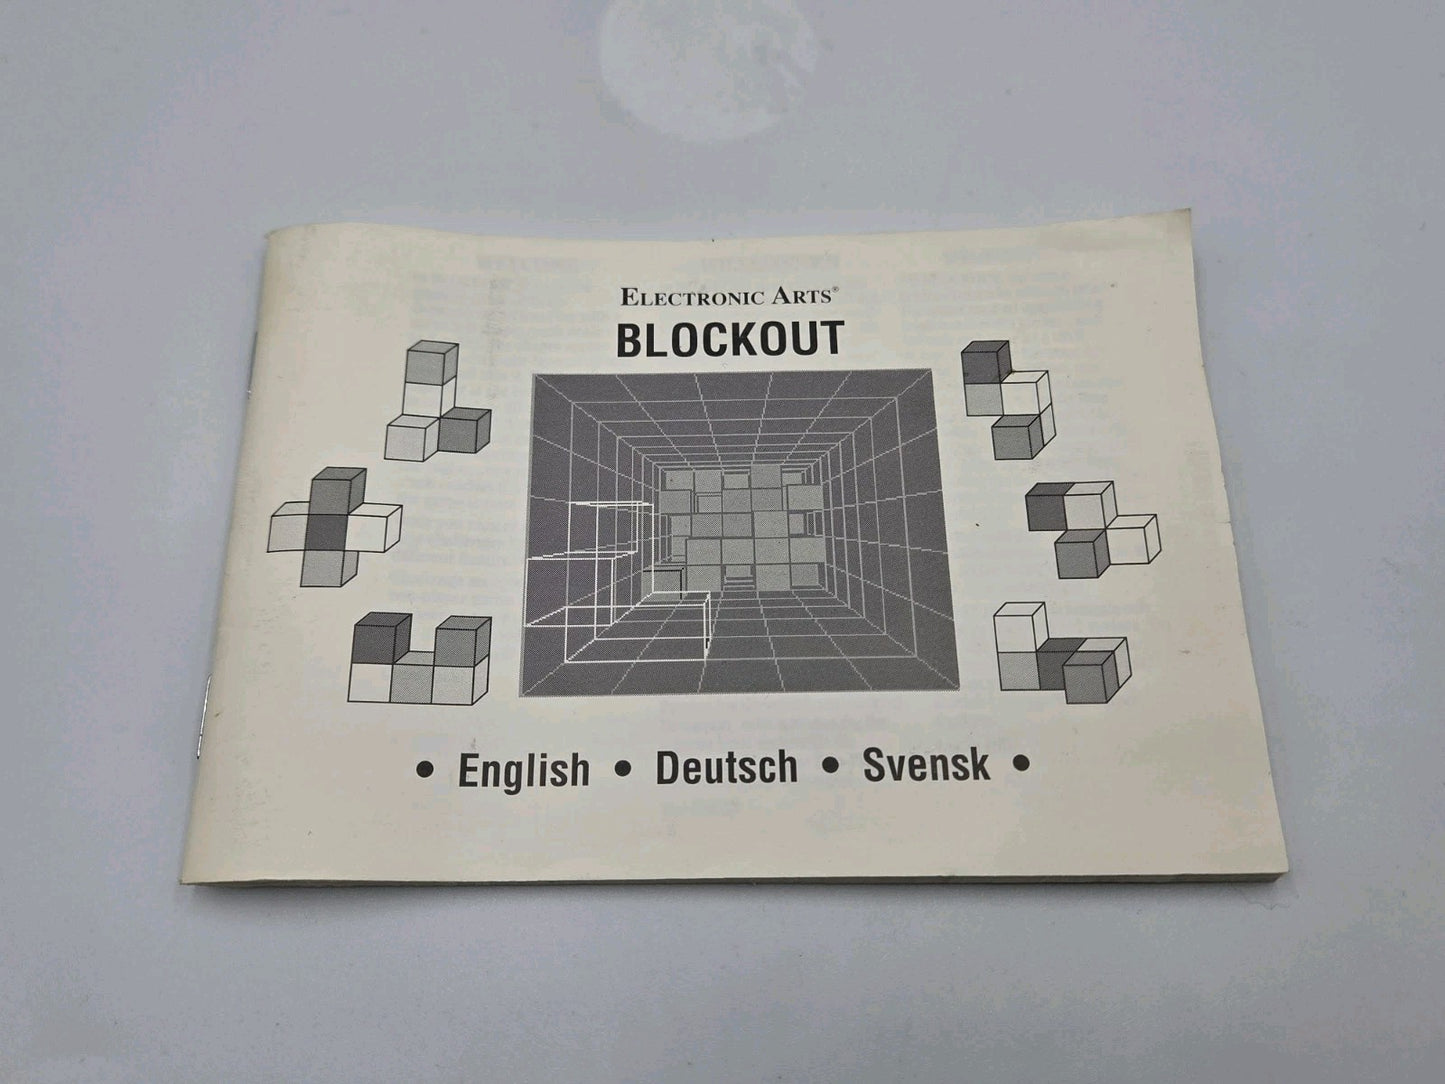 ELECTRONIC ARTS®
BLOCKOUT
• English • Deutsch • Svensk •